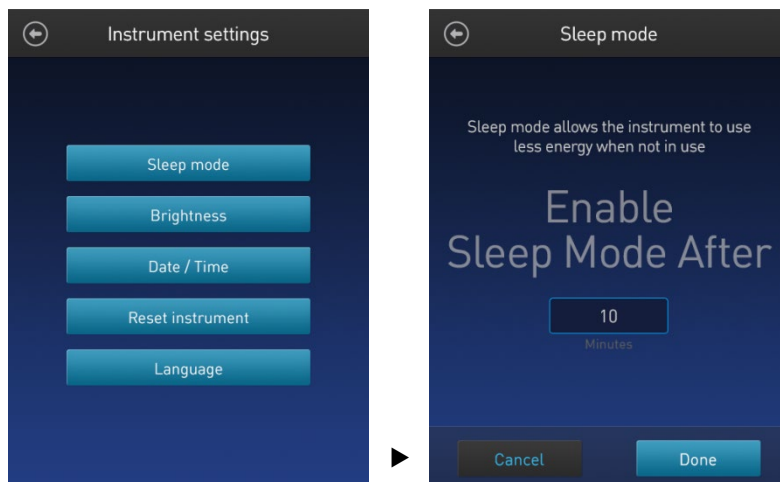 Instrument settings
Sleep mode
Brightness
Date / Time
Reset instrument
Language
Sleep mode
Sleep mode allows the instrument to use
less energy when not in use
Enable
Sleep Mode After
10
Minutes
Cancel
Done